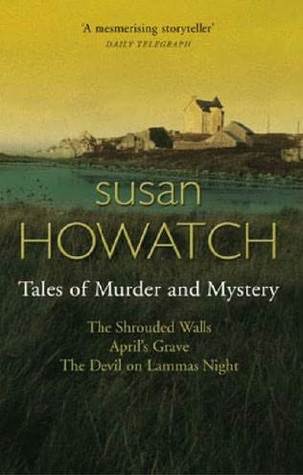 'A mesmerising storyteller'
DAILY TELEGRAPH
susan
HOWATCH
Tales of Murder and Mystery
The Shrouded Walls
April's Grave
The Devil on Lammas Night